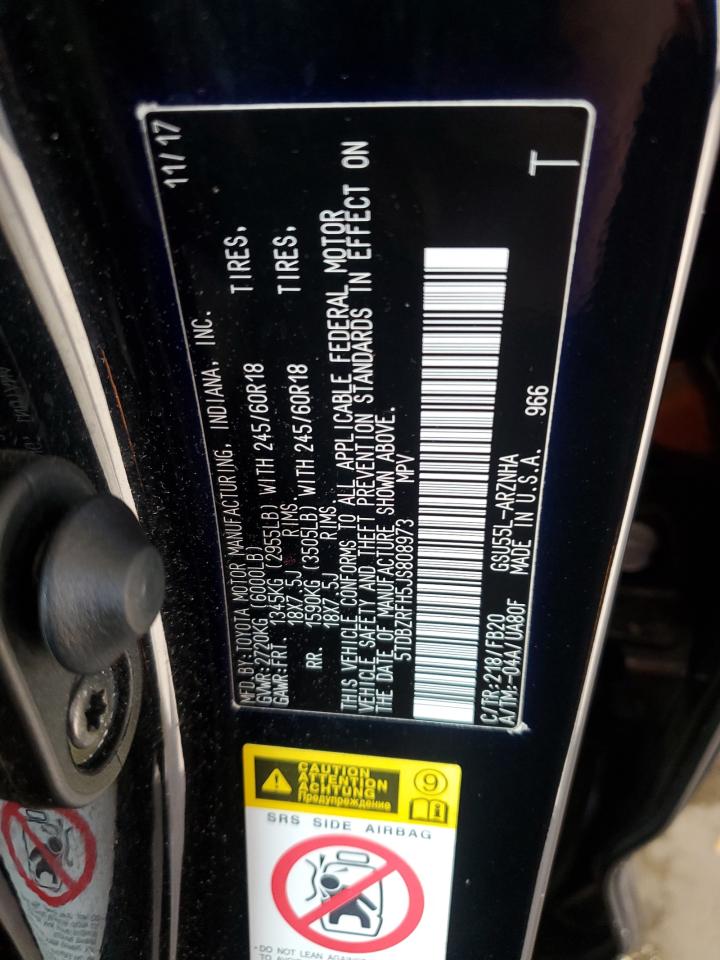 11/17
MFD.BY:TOYOTA MOTOR MANUFACTURING, INDIANA, INC.
GVWR:2720KG (6000LB)
GAWR:FRT. 1345KG (2955LB) WITH 245/60R18 TIRES,
18X7.5J RIMS
RR. 1590KG (3505LB) WITH 245/60R18 TIRES,
18X7.5J RIMS
THIS VEHICLE CONFORMS TO ALL APPLICABLE FEDERAL MOTOR
VEHICLE SAFETY AND THEFT PREVENTION STANDARDS IN EFFECT ON
THE DATE OF MANUFACTURE SHOWN ABOVE.
5TDBZRFH5JS808973 MPV
C/TR:218/FB20 GSU55L-ARZNHA 966
A/TM:-04A/UA80F MADE IN U.S.A.
T
CAUTION
ATTENTION
ACHTUNG
Предупреждение
9
SRS SIDE AIRBAG
-DO NOT LEAN AGAINST